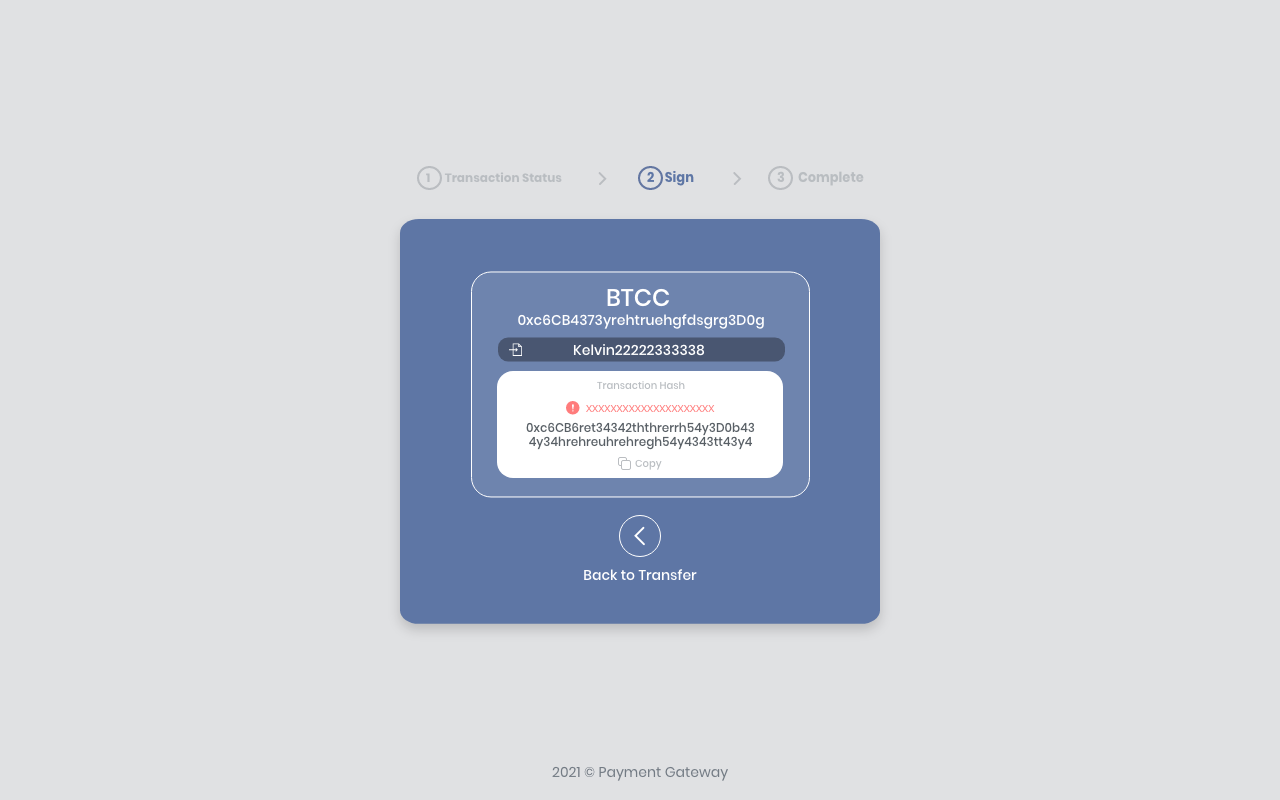 1 Transaction Status
2 Sign
3 Complete
BTCC
0xc6CB4373yrehtruehgfdsgrg3D0g
Kelvin22222333338
Transaction Hash
xxxxxxxxxxxxxxxxxxxxx
0xc6CB6ret34342ththrerrh54y3D0b43
4y34hrehreuhrehregh54y4343tt43y4
Copy
Back to Transfer
2021 © Payment Gateway